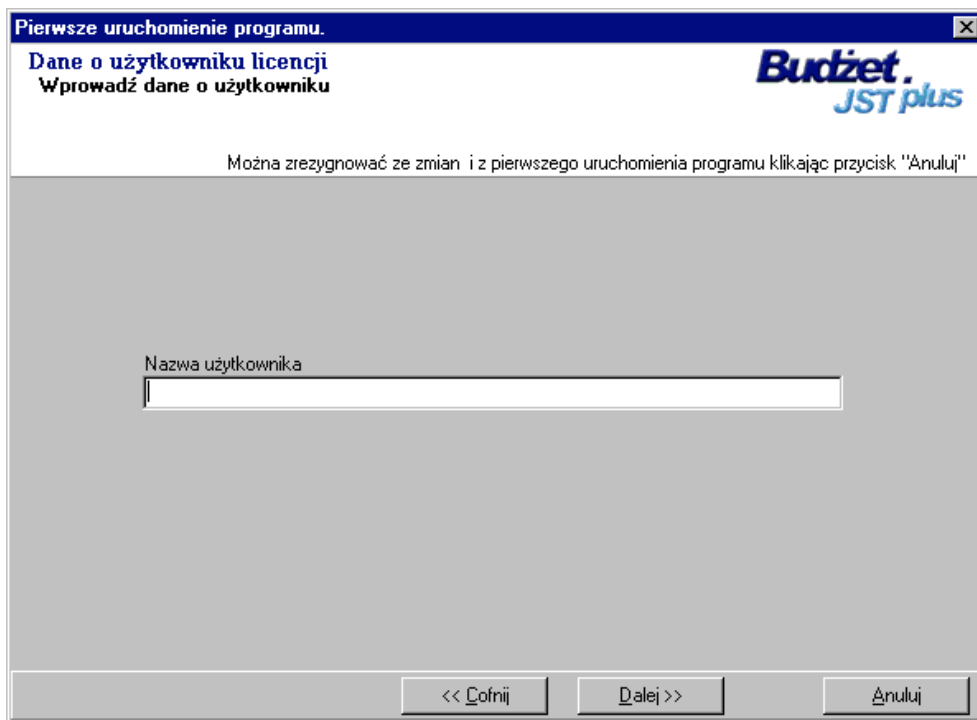 Pierwsze uruchomienie programu.
Dane o użytkowniku licencji
Wprowadź dane o użytkowniku
Budżet.
JST plus
Można zrezygnować ze zmian i z pierwszego uruchomienia programu klikając przycisk "Anuluj"
Nazwa użytkownika
<< Cofnij Dalej >> Anuluj